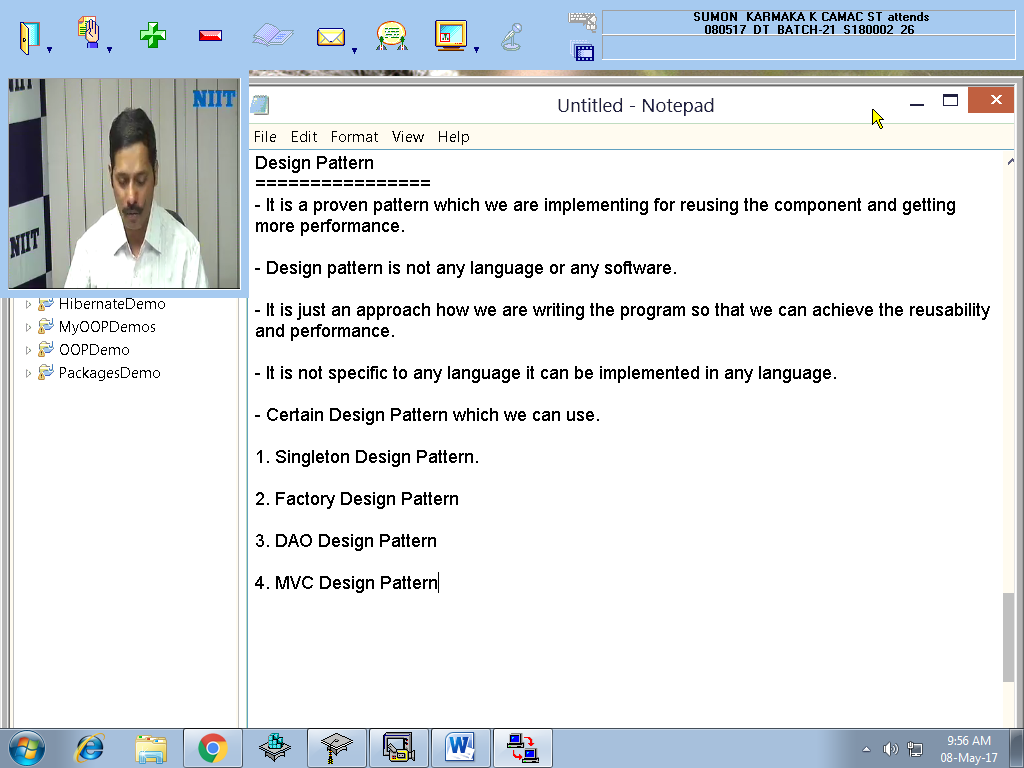 SUMON KARMAKA K CAMAC ST attends
080517 DT BATCH-21 S180002 26
NIIT
NIIT
Untitled - Notepad
File Edit Format View Help
Design Pattern
================
- It is a proven pattern which we are implementing for reusing the component and getting
more performance.
- Design pattern is not any language or any software.
- It is just an approach how we are writing the program so that we can achieve the reusability
and performance.
- It is not specific to any language it can be implemented in any language.
- Certain Design Pattern which we can use.
1. Singleton Design Pattern.
2. Factory Design Pattern
3. DAO Design Pattern
4. MVC Design Pattern
HibernateDemo
MyOOPDemos
OOPDemo
PackagesDemo
9:56 AM
08-May-17